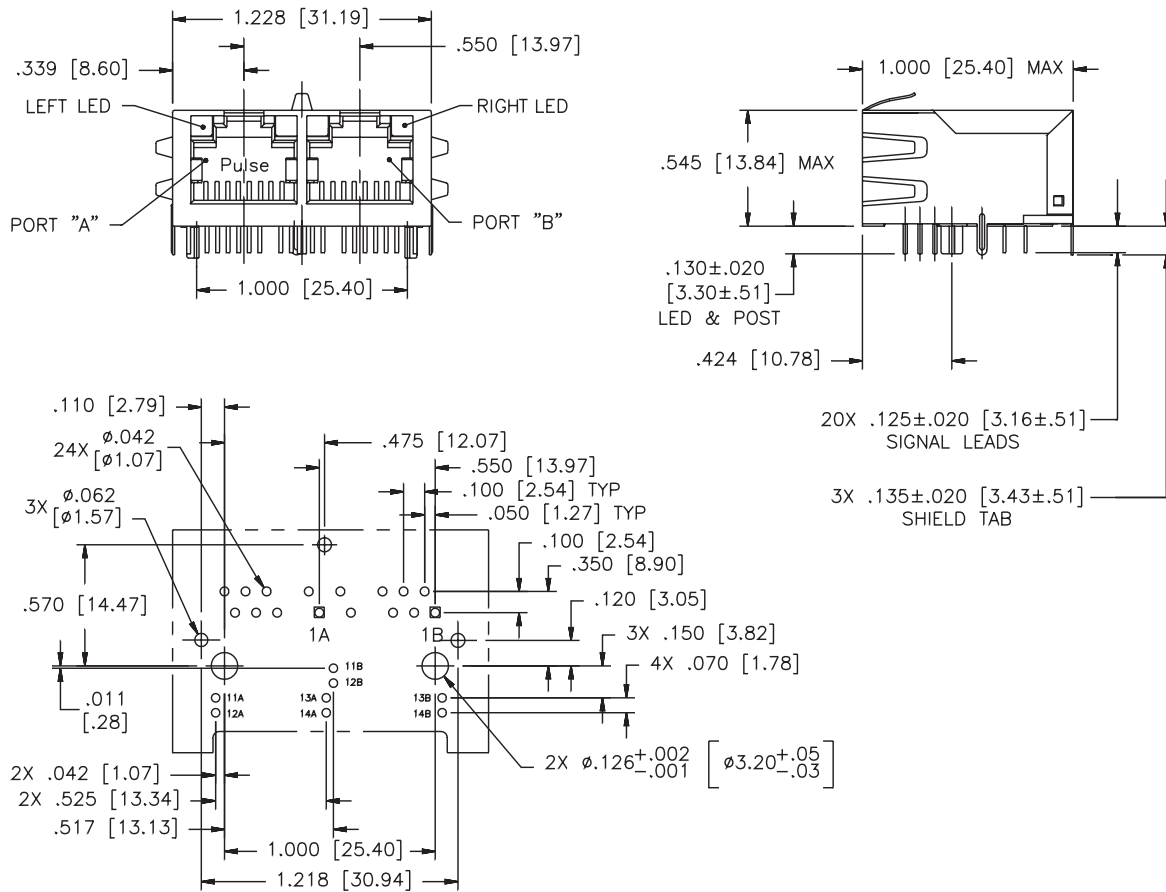 1.228 [31.19]
.550 [13.97]
.339 [8.60]
LEFT LED
RIGHT LED
Pulse
PORT "A"
PORT "B"
1.000 [25.40]
1.000 [25.40] MAX
.545 [13.84] MAX
.130±.020
[3.30±.51]
LED & POST
.424 [10.78]
20X .125±.020 [3.16±.51]
SIGNAL LEADS
3X .135±.020 [3.43±.51]
SHIELD TAB
.110 [2.79]
24X ø.042
[ø1.07]
3X ø.062
[ø1.57]
.475 [12.07]
.550 [13.97]
.100 [2.54] TYP
.050 [1.27] TYP
.100 [2.54]
.350 [8.90]
.120 [3.05]
3X .150 [3.82]
4X .070 [1.78]
.570 [14.47]
1A
1B
11B
12B
11A
12A
13A
14A
13B
14B
.011
[.28]
2X ø.126 +.002 -.001 [ø3.20 +.05 -.03]
2X .042 [1.07]
2X .525 [13.34]
.517 [13.13]
1.000 [25.40]
1.218 [30.94]